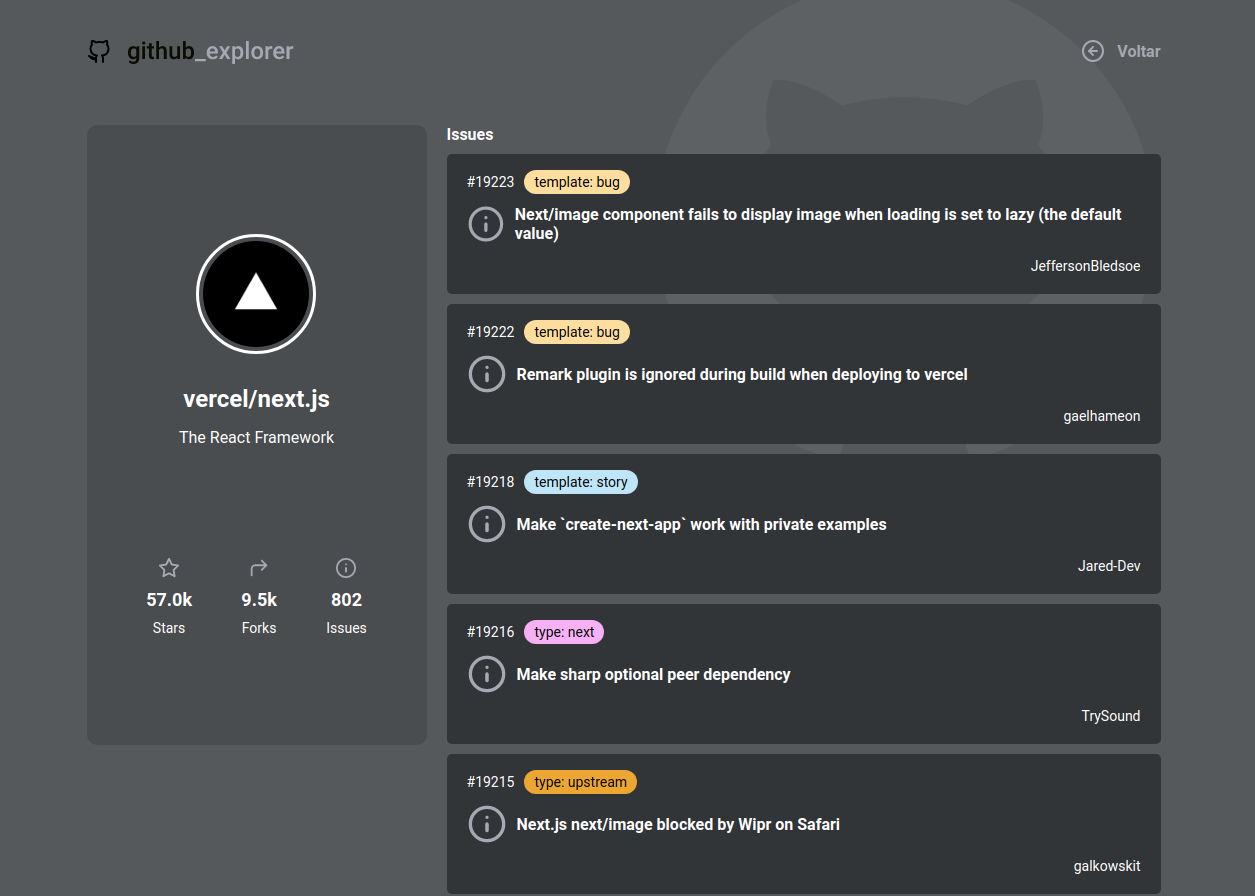 github_explorer
Voltar
vercel/next.js
The React Framework
57.0k
Stars
9.5k
Forks
802
Issues
Issues
#19223 template: bug
Next/image component fails to display image when loading is set to lazy (the default
value)
JeffersonBledsoe
#19222 template: bug
Remark plugin is ignored during build when deploying to vercel
gaelhameon
#19218 template: story
Make `create-next-app` work with private examples
Jared-Dev
#19216 type: next
Make sharp optional peer dependency
TrySound
#19215 type: upstream
Next.js next/image blocked by Wipr on Safari
galkowskit